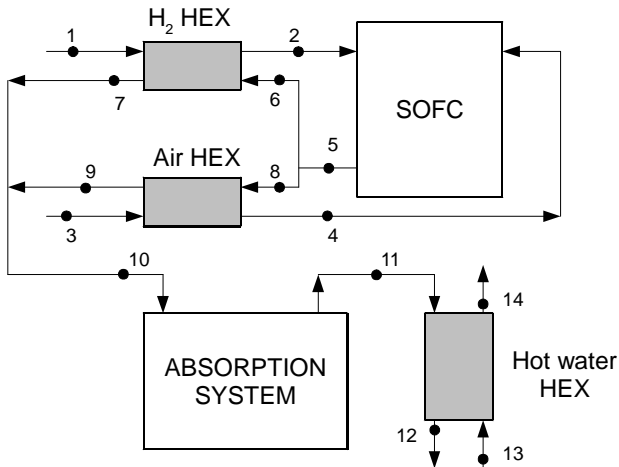 H₂ HEX
1
2
7
6
SOFC
5
Air HEX
9
8
3
4
10
11
14
ABSORPTION
SYSTEM
Hot water
HEX
12
13